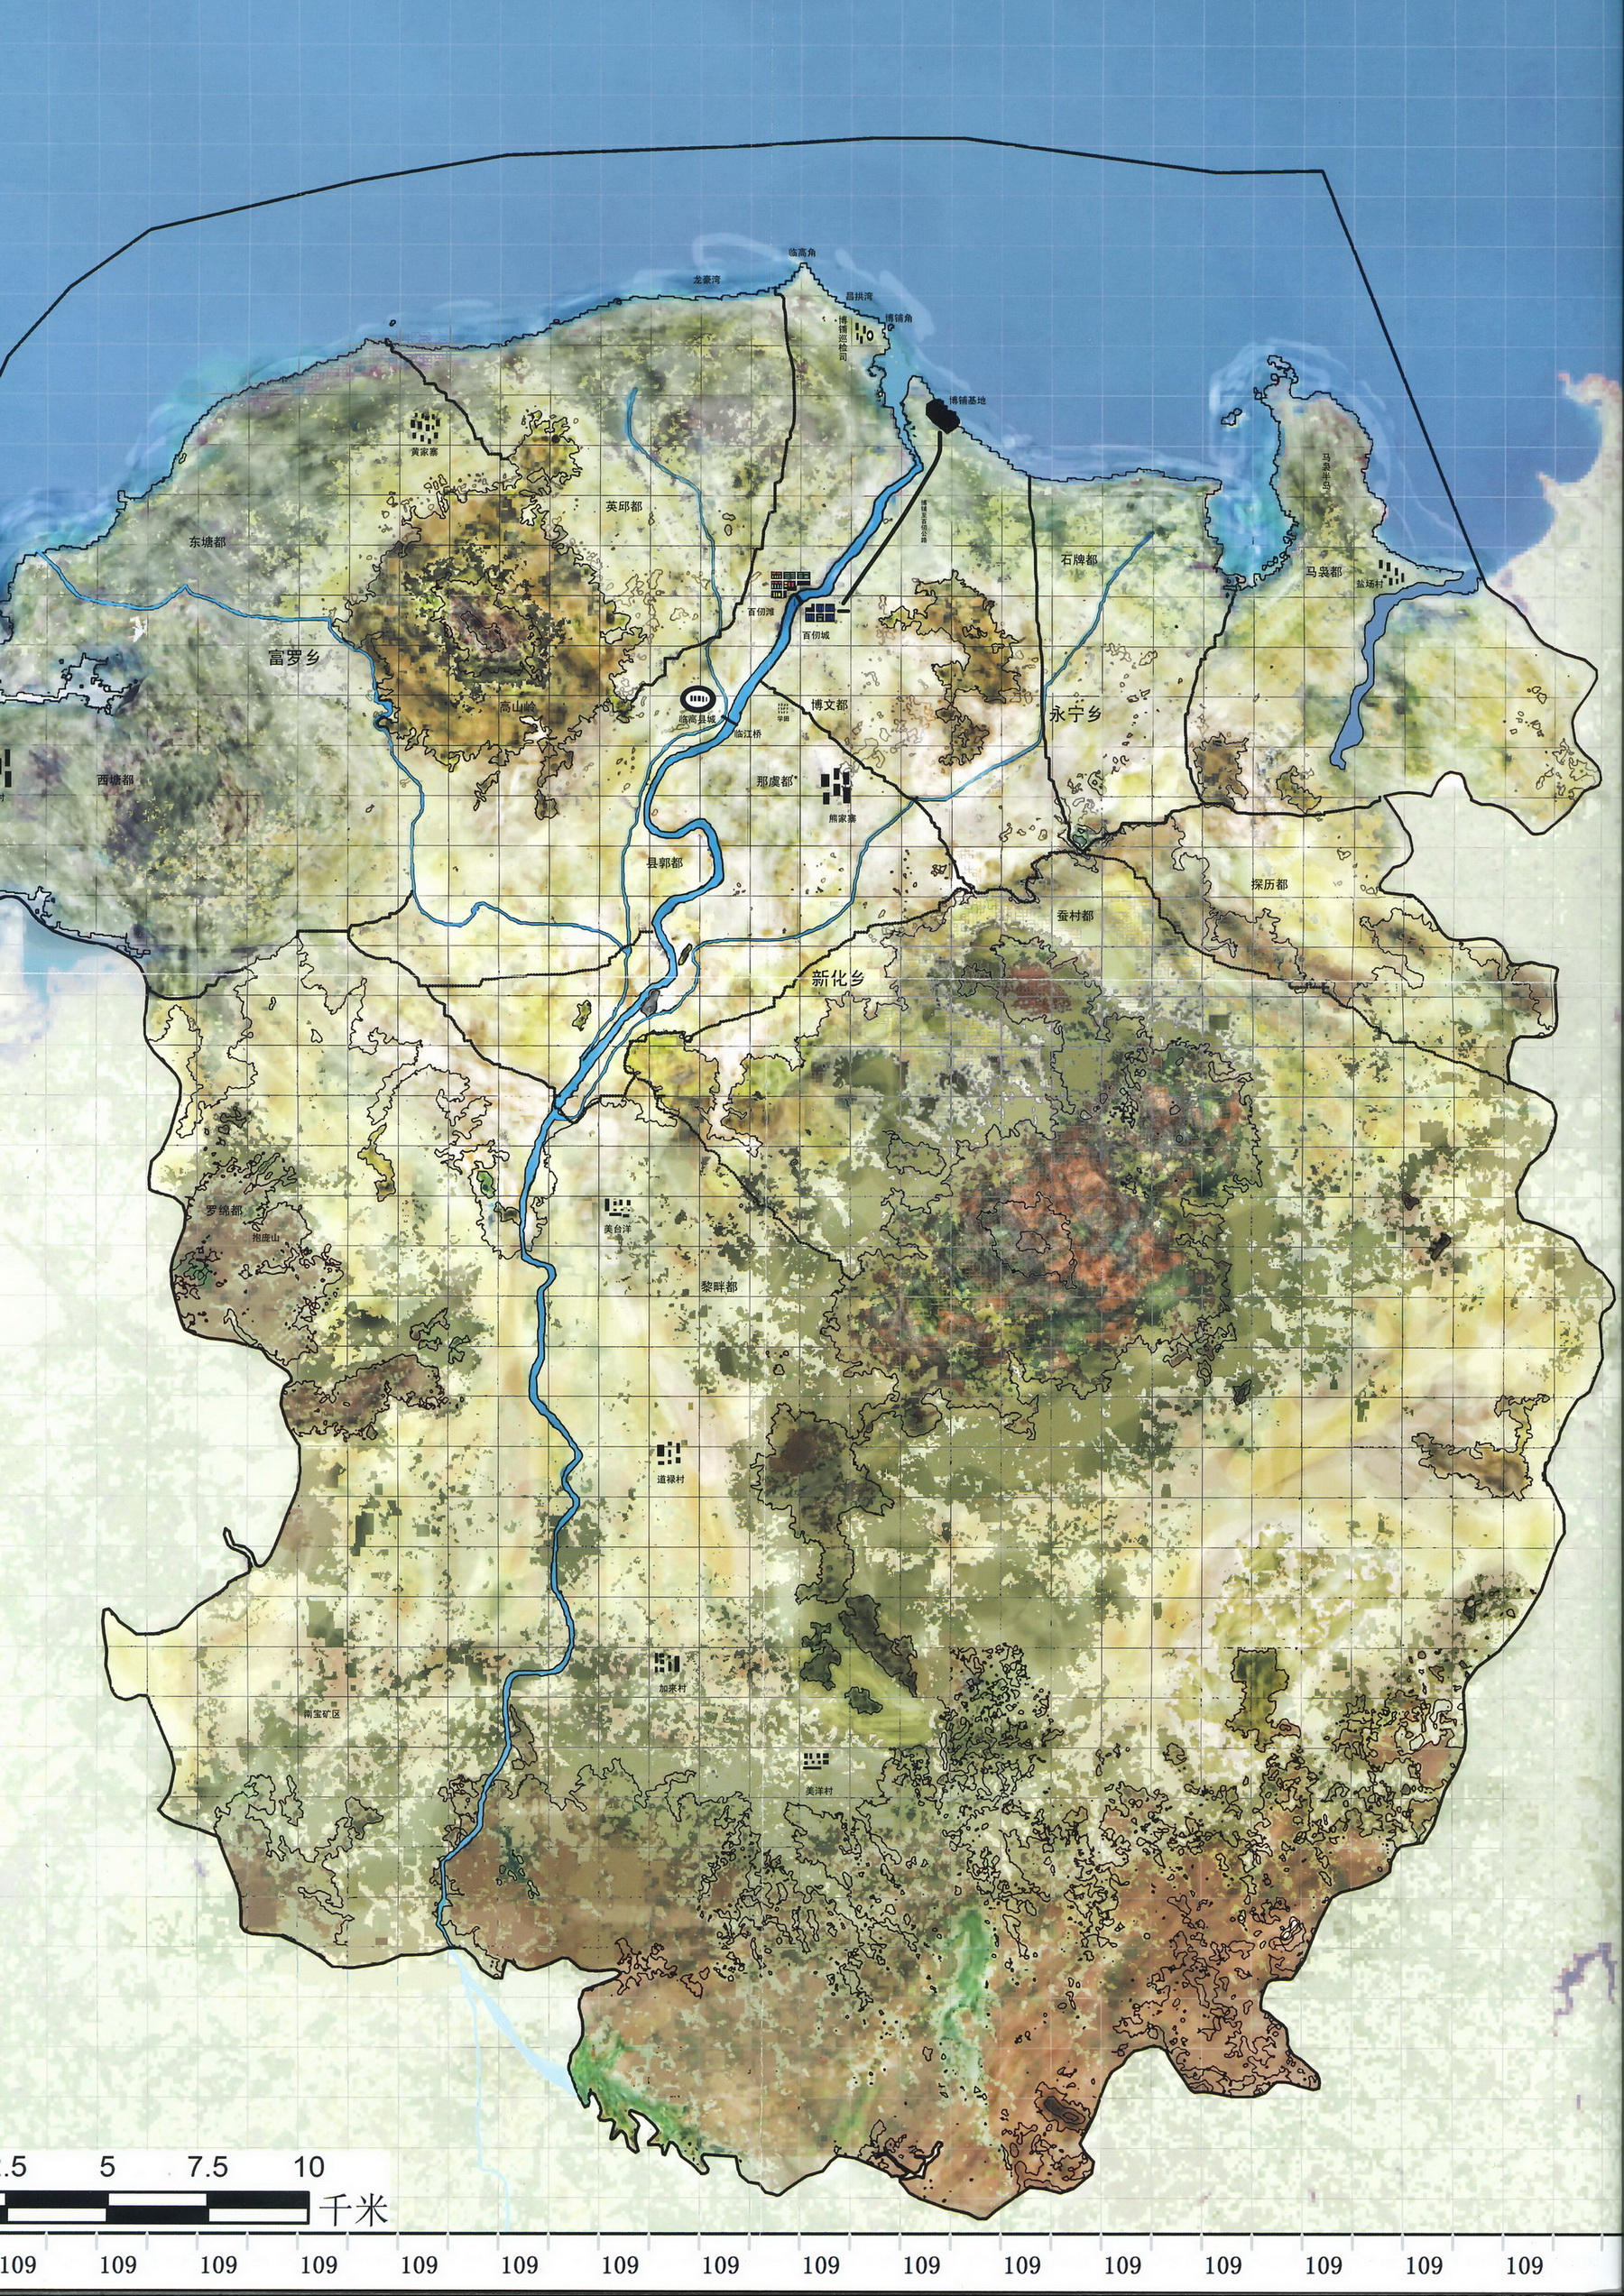 临高角
龙豪湾
昌拱湾
博铺角
博铺巡检司
博铺基地
黄家寨
马袅半岛
英邱都
博铺至百仞公路
东塘都
石牌都
马袅都
盐场村
百仞滩
百仞城
富罗乡
高山岭
博文都
永宁乡
学田
临高县城
临江桥
西塘都
那虞都
熊家寨
县郭都
探历都
蚕村都
新化乡
罗绵都
抱庞山
美台洋
黎畔都
道禄村
加来村
南宝矿区
美洋村
2.5 5 7.5 10
千米
109 109 109 109 109 109 109 109 109 109 109 109 109 109 109 109